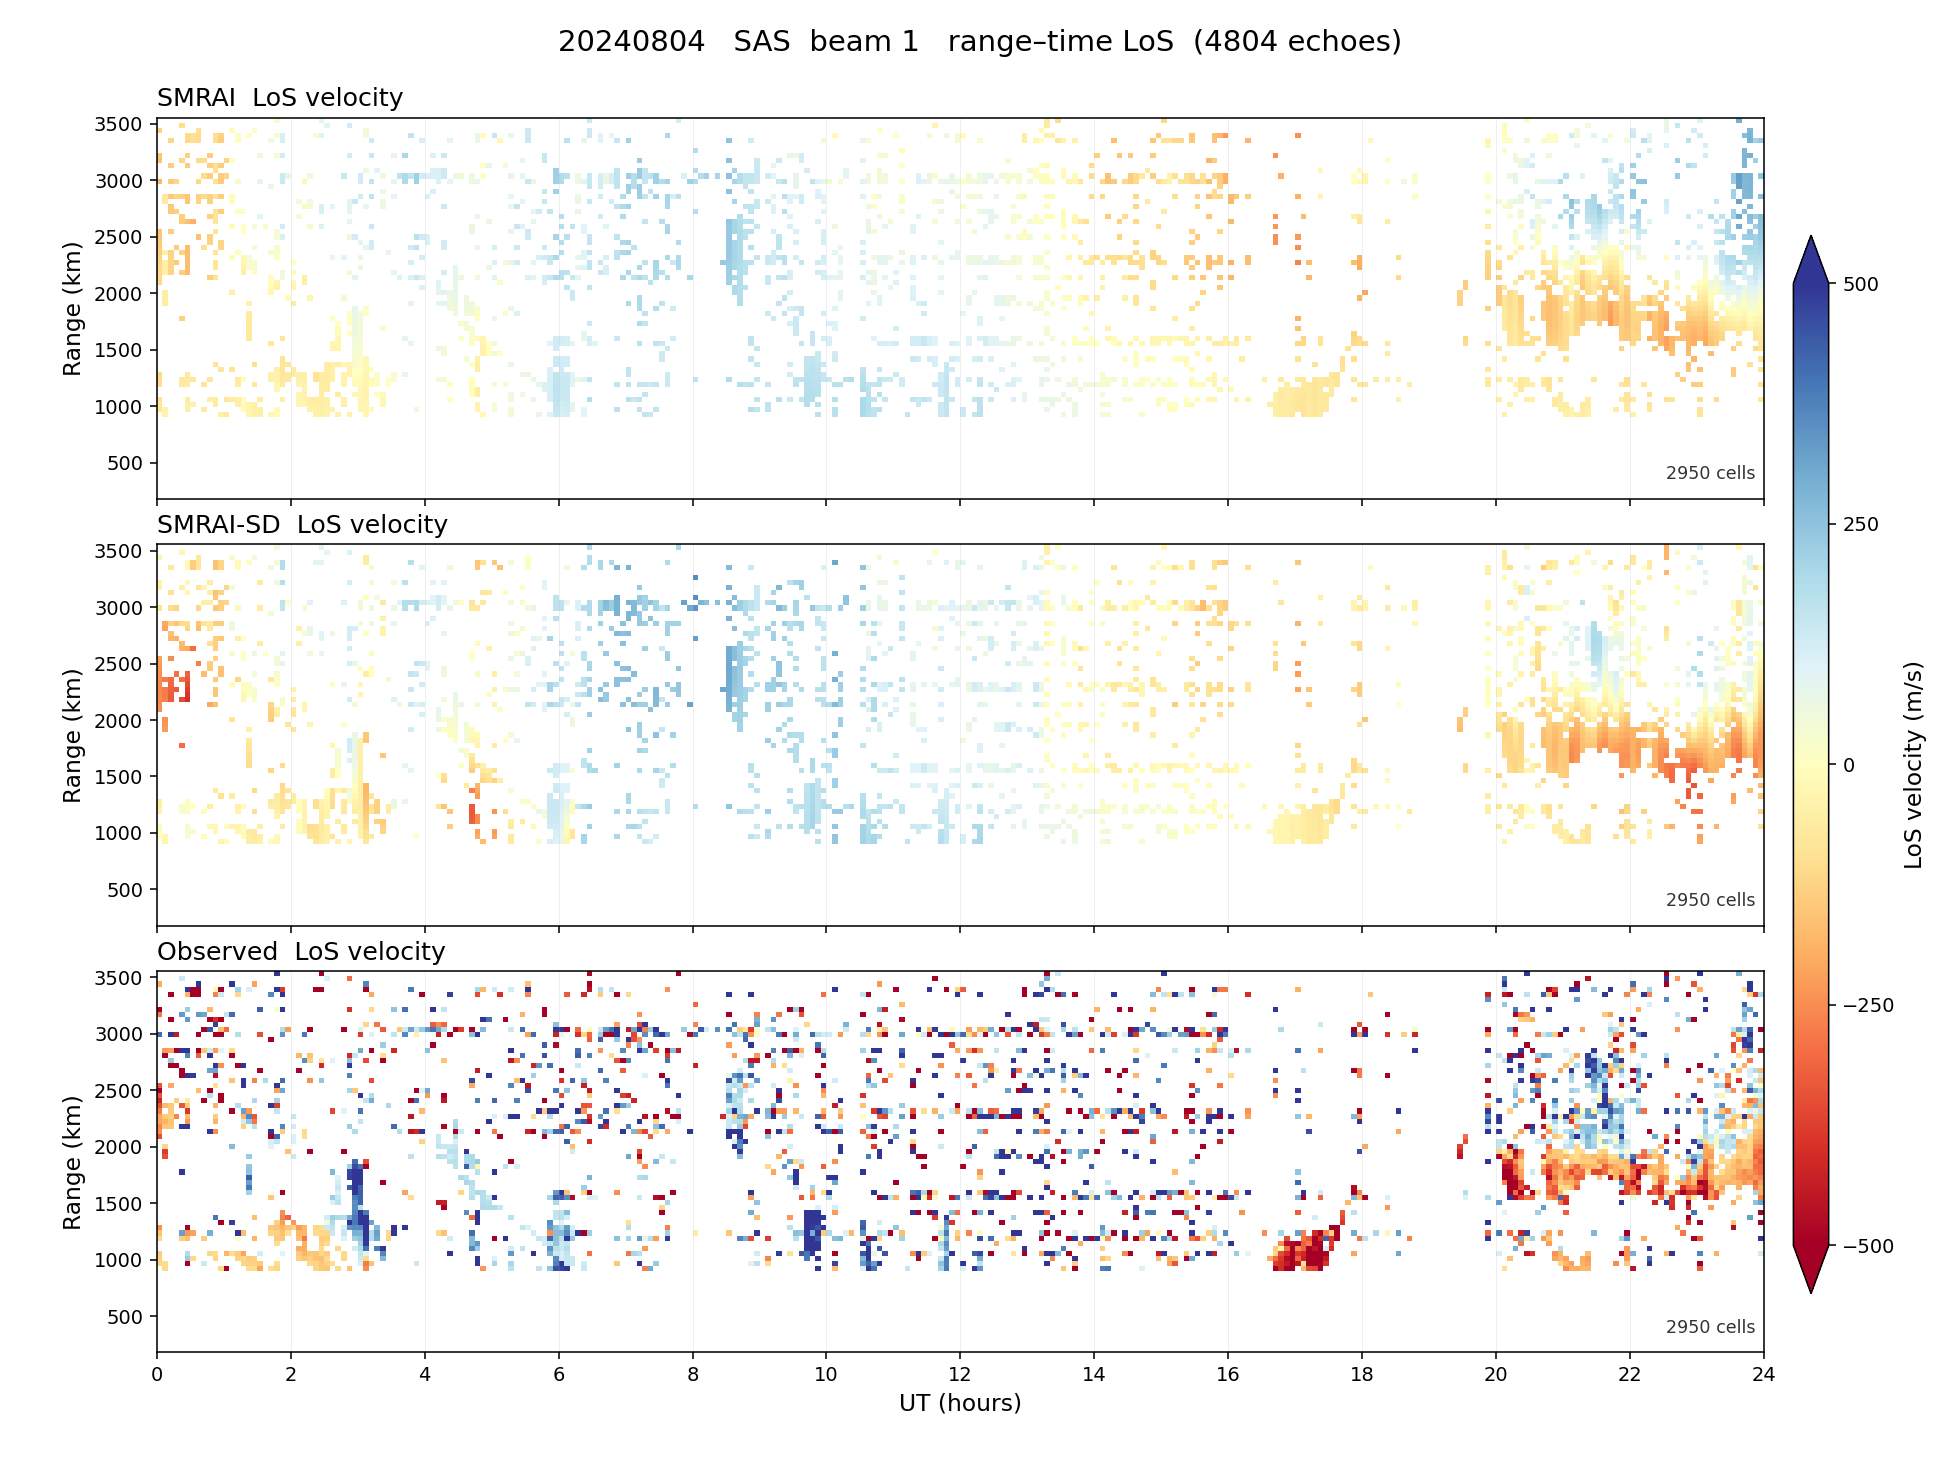 20240804   SAS  beam 1   range–time LoS  (4804 echoes)
SMRAI  LoS velocity
3500
3000
2500
2000
1500
1000
500
Range (km)
2950 cells
SMRAI-SD  LoS velocity
3500
3000
2500
2000
1500
1000
500
Range (km)
2950 cells
Observed  LoS velocity
3500
3000
2500
2000
1500
1000
500
Range (km)
2950 cells
0 2 4 6 8 10 12 14 16 18 20 22 24
UT (hours)
500
250
0
−250
−500
LoS velocity (m/s)